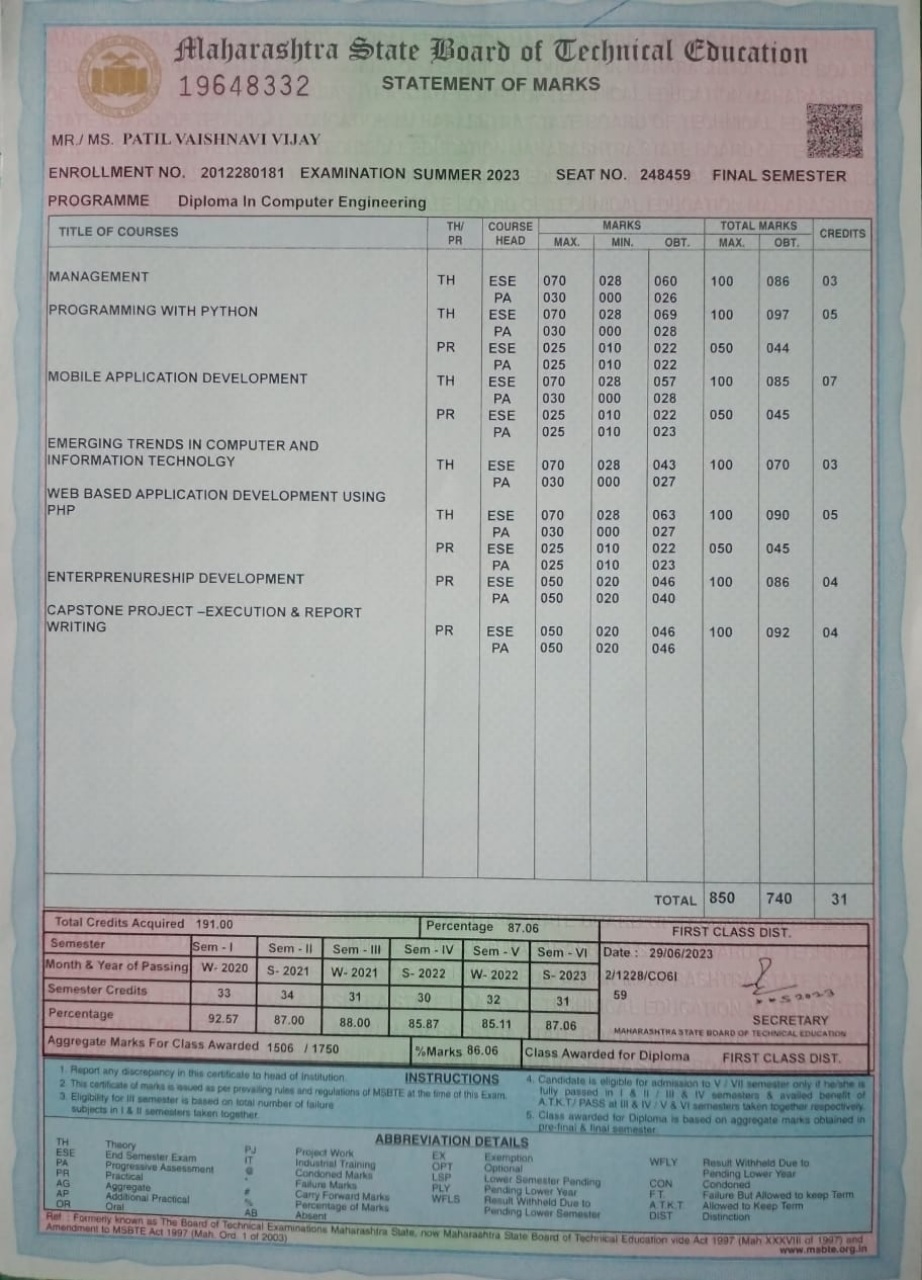 Maharashtra State Board of Technical Education
19648332 STATEMENT OF MARKS
MR./ MS. PATIL VAISHNAVI VIJAY
ENROLLMENT NO. 2012280181 EXAMINATION SUMMER 2023 SEAT NO. 248459 FINAL SEMESTER
PROGRAMME Diploma In Computer Engineering
TITLE OF COURSES TH/ PR COURSE HEAD MARKS MAX. MIN. OBT. TOTAL MARKS MAX. OBT. CREDITS
MANAGEMENT TH ESE 070 028 060 100 086 03
PA 030 000 026
PROGRAMMING WITH PYTHON TH ESE 070 028 069 100 097 05
PA 030 000 028
PR ESE 025 010 022 050 044
PA 025 010 022
MOBILE APPLICATION DEVELOPMENT TH ESE 070 028 057 100 085 07
PA 030 000 028
PR ESE 025 010 022 050 045
PA 025 010 023
EMERGING TRENDS IN COMPUTER AND
INFORMATION TECHNOLGY TH ESE 070 028 043 100 070 03
PA 030 000 027
WEB BASED APPLICATION DEVELOPMENT USING
PHP TH ESE 070 028 063 100 090 05
PA 030 000 027
PR ESE 025 010 022 050 045
PA 025 010 023
ENTERPRENURESHIP DEVELOPMENT PR ESE 050 020 046 100 086 04
PA 050 020 040
CAPSTONE PROJECT –EXECUTION & REPORT
WRITING PR ESE 050 020 046 100 092 04
PA 050 020 046
TOTAL 850 740 31
Total Credits Acquired 191.00 Percentage 87.06 FIRST CLASS DIST.
Semester Sem - I Sem - II Sem - III Sem - IV Sem - V Sem - VI Date : 29/06/2023
Month & Year of Passing W- 2020 S- 2021 W- 2021 S- 2022 W- 2022 S- 2023 2/1228/CO6I
Semester Credits 33 34 31 30 32 31 59
Percentage 92.57 87.00 88.00 85.87 85.11 87.06 SECRETARY
MAHARASHTRA STATE BOARD OF TECHNICAL EDUCATION
Aggregate Marks For Class Awarded 1506 / 1750 %Marks 86.06 Class Awarded for Diploma FIRST CLASS DIST.
INSTRUCTIONS
1. Report any discrepancy in this certificate to head of Institution.
2. This certificate of marks is issued as per prevailing rules and regulations of MSBTE at the time of this Exam.
3. Eligibility for III semester is based on total number of failure
subjects in I & II semesters taken together.
4. Candidate is eligible for admission to V / VII semester only if he/she is
fully passed in I & II / III & IV semesters & availed benefit of
A.T.K.T/ PASS at III & IV / V & VI semesters taken together respectively.
5. Class awarded for Diploma is based on aggregate marks obtained in
pre-final & final semester.
ABBREVIATION DETAILS
TH Theory
ESE End Semester Exam
PA Progressive Assessment
PR Practical
AG Aggregate
AP Additional Practical
OR Oral
PJ Project Work
IT Industrial Training
@ Condoned Marks
* Failure Marks
# Carry Forward Marks
% Percentage of Marks
AB Absent
EX Exemption
OPT Optional
LSP Lower Semester Pending
PLY Pending Lower Year
WFLS Result Withheld Due to
Pending Lower Semester
WFLY Result Withheld Due to
Pending Lower Year
CON Condoned
F.T. Failure But Allowed to keep Term
A.T.K.T. Allowed to Keep Term
DIST Distinction
Ref : Formerly known as The Board of Technical Examinations Maharashtra State, now Maharashtra State Board of Technical Education vide Act 1997 (Mah XXXVIII of 1997) and
Amendment to MSBTE Act 1997 (Mah. Ord. 1 of 2003)
www.msbte.org.in